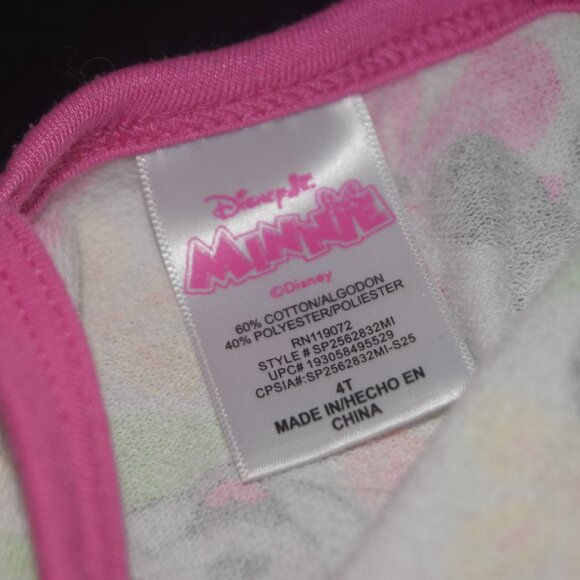 Disney Jr.
MINNIE
©Disney
60% COTTON/ALGODON
40% POLYESTER/POLIESTER
RN119072
STYLE # SP2562832MI
UPC# 193058495529
CPSIA#:SP2562832MI-S25
4T
MADE IN/HECHO EN
CHINA